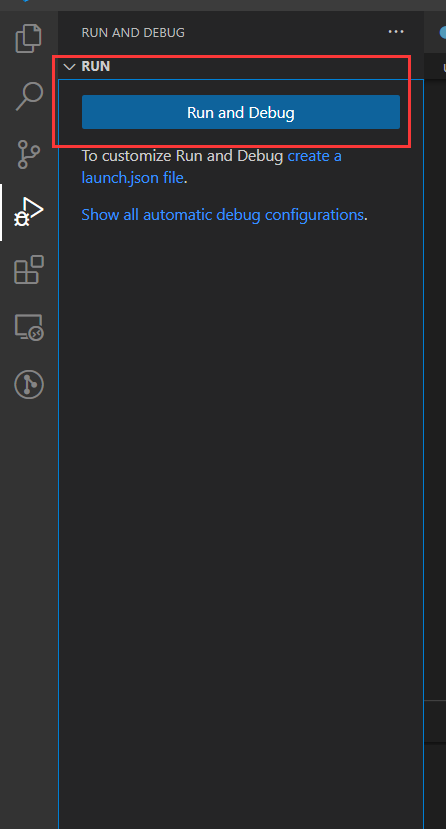 RUN AND DEBUG
RUN
Run and Debug
To customize Run and Debug create a
launch.json file.
Show all automatic debug configurations.